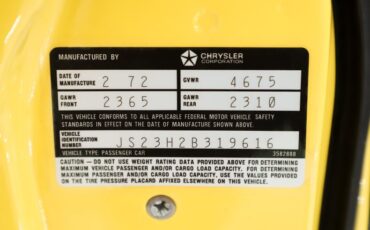 MANUFACTURED BY CHRYSLER CORPORATION
DATE OF MANUFACTURE 2 72 GVWR 4675
GAWR FRONT 2365 GAWR REAR 2310
THIS VEHICLE CONFORMS TO ALL APPLICABLE FEDERAL MOTOR VEHICLE SAFETY
STANDARDS IN EFFECT ON THE DATE OF MANUFACTURE SHOWN ABOVE.
VEHICLE IDENTIFICATION NUMBER JS23H2B319616
VEHICLE TYPE: PASSENGER CAR 3582888
CAUTION — DO NOT USE WEIGHT RATING DATA PROVIDED ABOVE FOR DETERMINING
MAXIMUM VEHICLE PASSENGER AND/OR CARGO LOAD CAPACITY. FOR DETERMINING
MAXIMUM PASSENGER AND/OR CARGO LOAD CAPACITY, USE THE VALUES PROVIDED
ON THE TIRE PRESSURE PLACARD AFFIXED ELSEWHERE ON THIS VEHICLE.